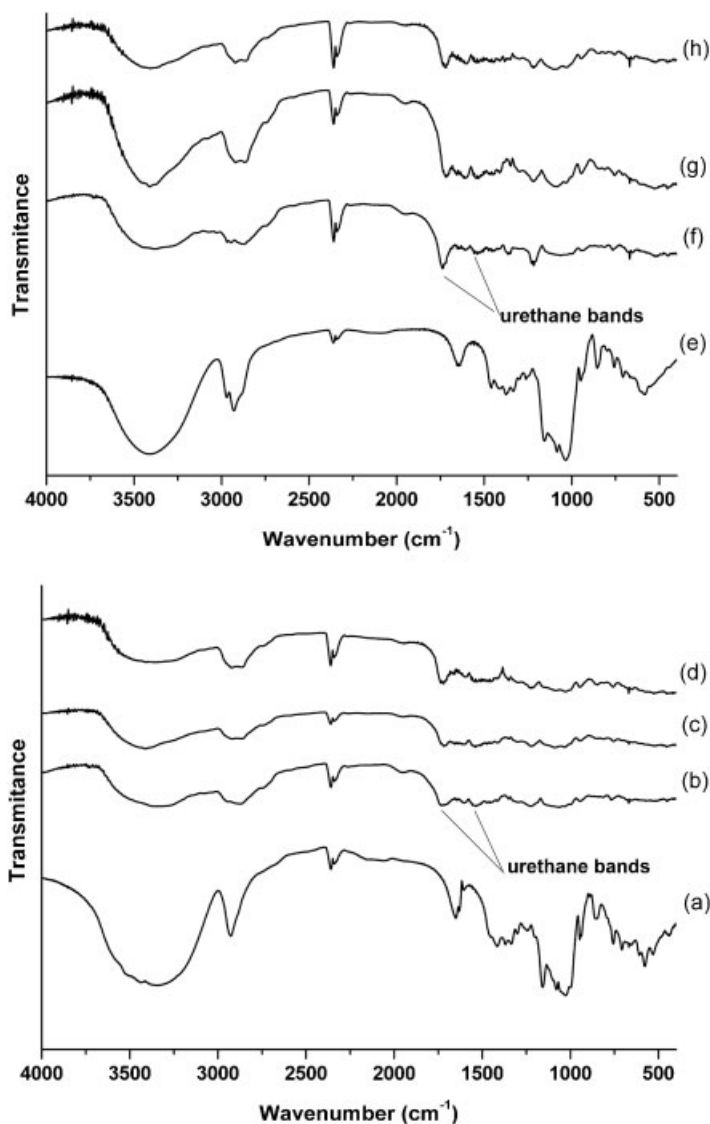 (h)
(g)
(f)
urethane bands
(e)
Transmitance
4000 3500 3000 2500 2000 1500 1000 500
Wavenumber (cm⁻¹)
(d)
(c)
(b)
urethane bands
(a)
Transmitance
4000 3500 3000 2500 2000 1500 1000 500
Wavenumber (cm⁻¹)